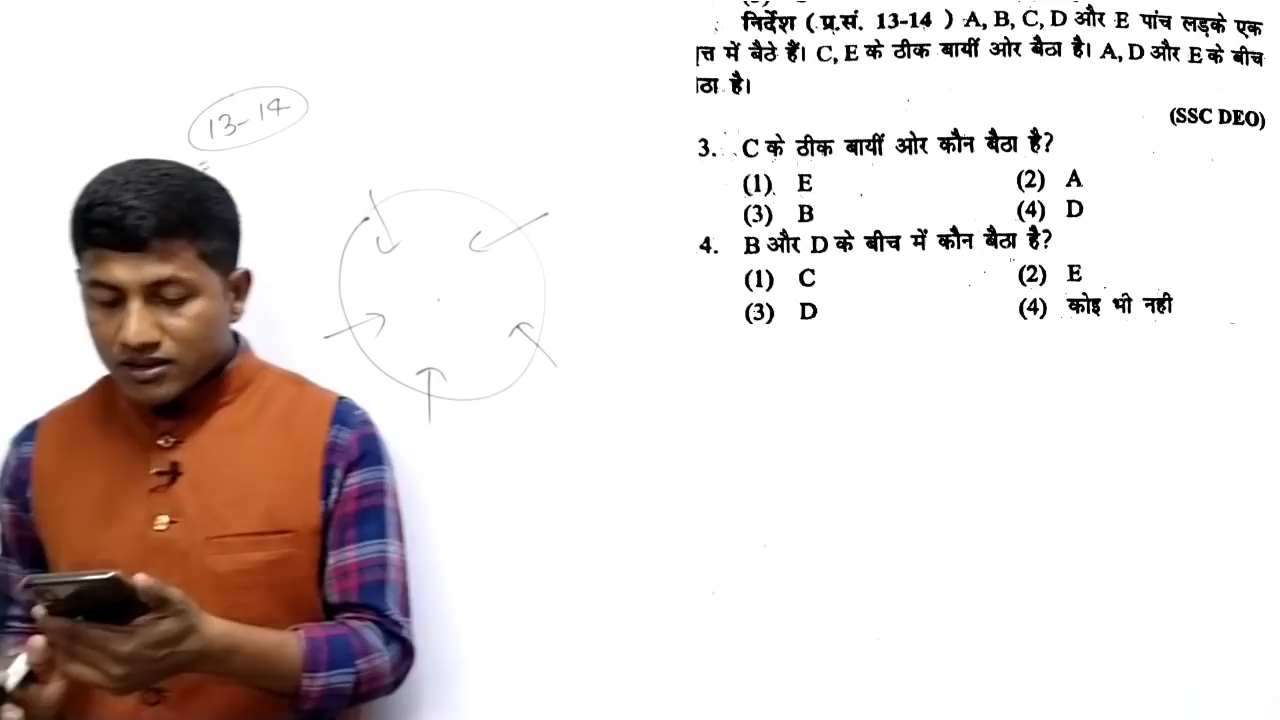 निर्देश ( प्र.सं. 13-14 ) A, B, C, D और E पांच लड़के एक
में बैठे हैं। C, E के ठीक बायीं ओर बैठा है। A, D और E के बीच
है।
(SSC DEO)
3. C के ठीक बायीं ओर कौन बैठा है?
(1) E (2) A
(3) B (4) D
4. B और D के बीच में कौन बैठा है?
(1) C (2) E
(3) D (4) कोइ भी नही
13-14